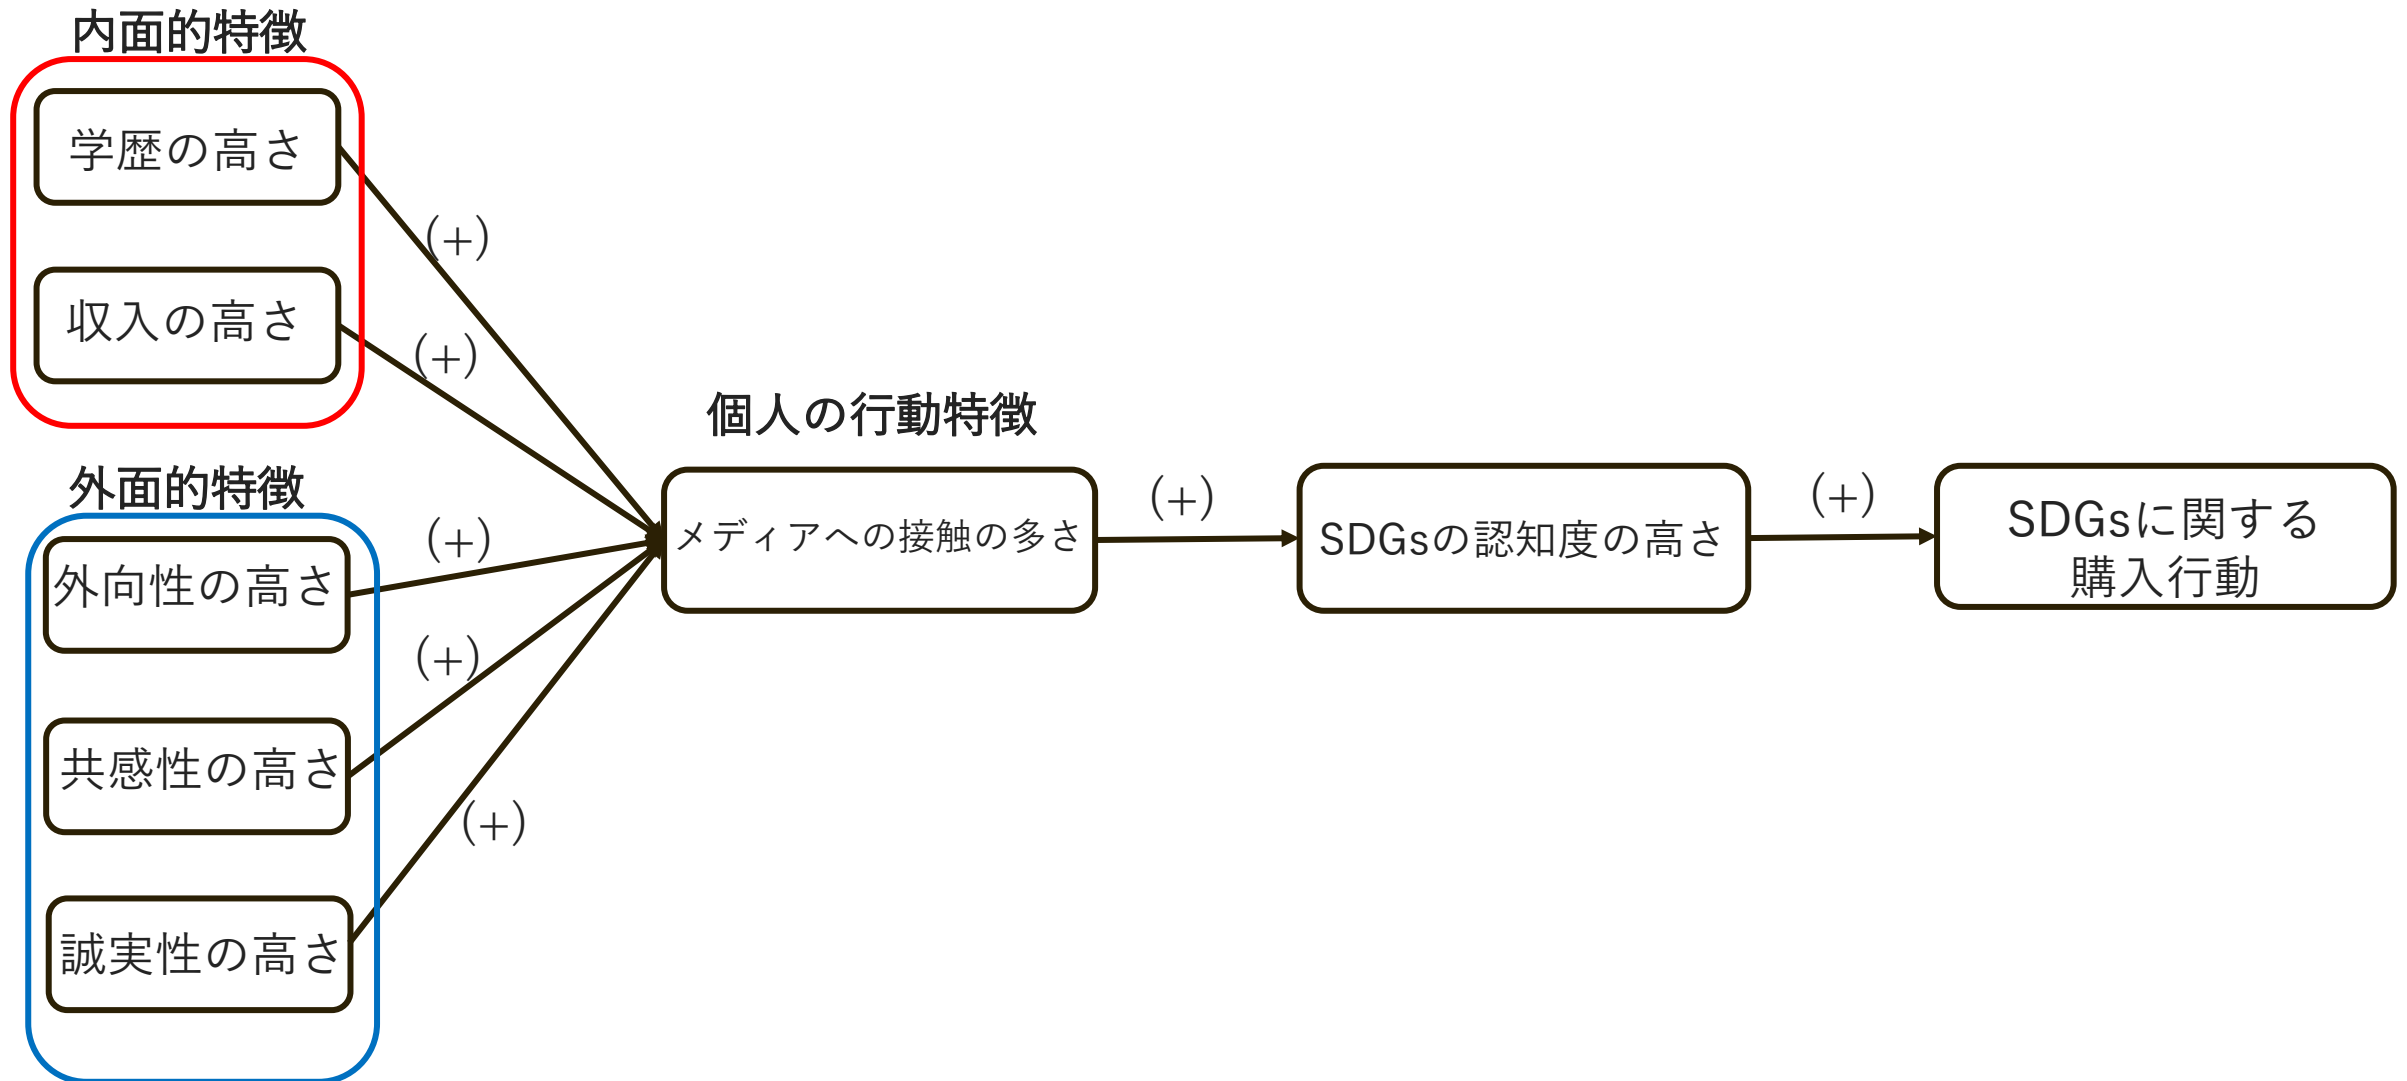 内面的特徴
学歴の高さ
(+)
収入の高さ
(+)
外面的特徴
外向性の高さ
(+)
共感性の高さ
(+)
誠実性の高さ
(+)
個人の行動特徴
メディアへの接触の多さ
(+)
SDGsの認知度の高さ
(+)
SDGsに関する
購入行動